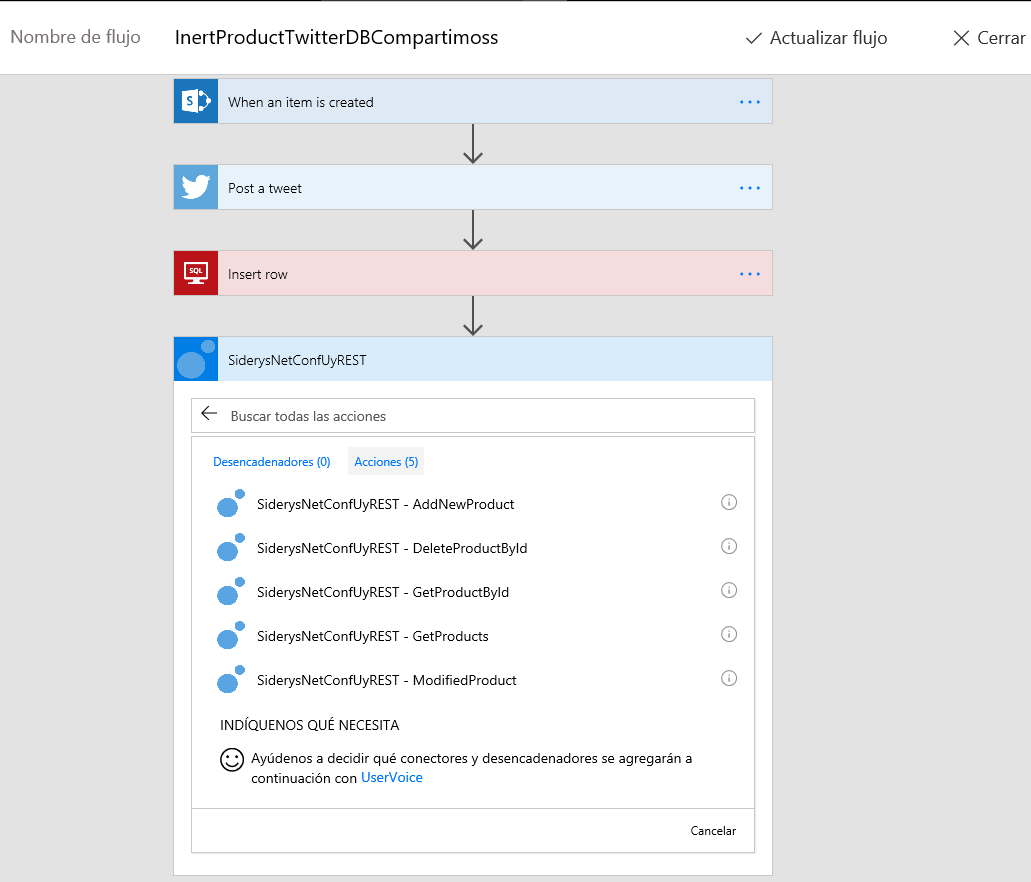 Nombre de flujo InertProductTwitterDBCompartimoss Actualizar flujo Cerrar
S When an item is created
Post a tweet
SQL Insert row
SiderysNetConfUyREST
Buscar todas las acciones
Desencadenadores (0) Acciones (5)
SiderysNetConfUyREST - AddNewProduct
SiderysNetConfUyREST - DeleteProductById
SiderysNetConfUyREST - GetProductById
SiderysNetConfUyREST - GetProducts
SiderysNetConfUyREST - ModifiedProduct
INDÍQUENOS QUÉ NECESITA
Ayúdenos a decidir qué conectores y desencadenadores se agregarán a
continuación con UserVoice
Cancelar